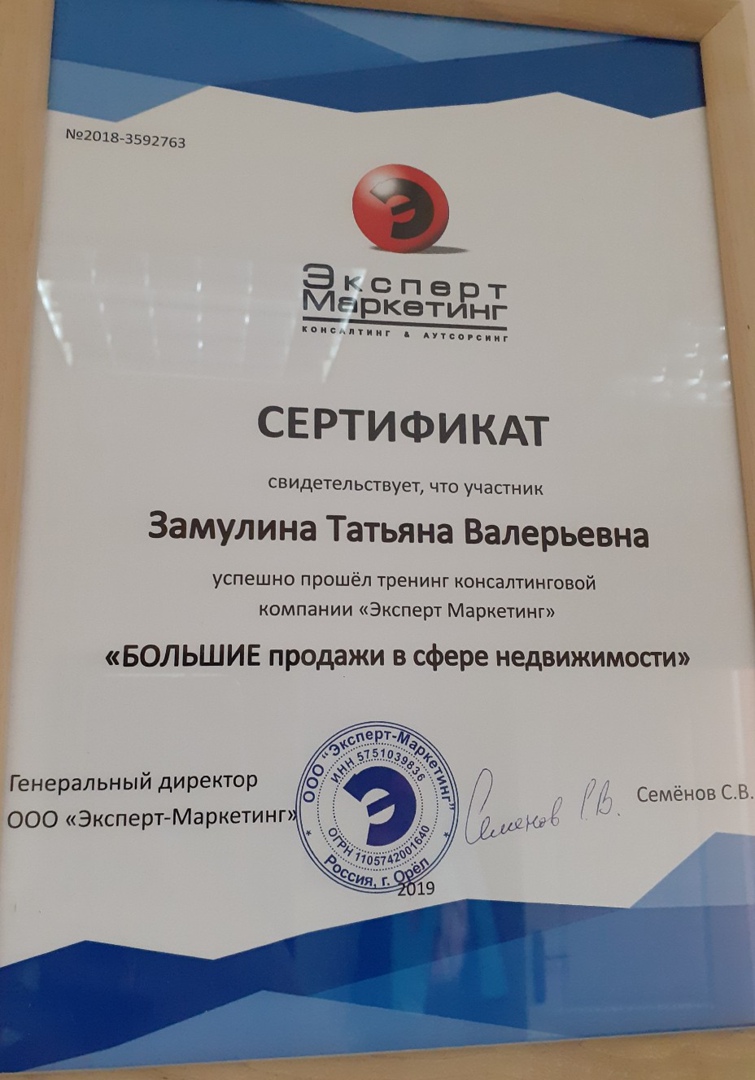 №2018-3592763
Э
Эксперт
Маркетинг
КОНСАЛТИНГ & АУТСОРСИНГ
СЕРТИФИКАТ
свидетельствует, что участник
Замулина Татьяна Валерьевна
успешно прошёл тренинг консалтинговой
компании «Эксперт Маркетинг»
«БОЛЬШИЕ продажи в сфере недвижимости»
Генеральный директор
ООО «Эксперт-Маркетинг»
ООО "Эксперт-Маркетинг"
ИНН 5751039836
Э
ОГРН 1105742001640
* Россия, г. Орёл *
Семенов С.В.
Семёнов С.В.
2019